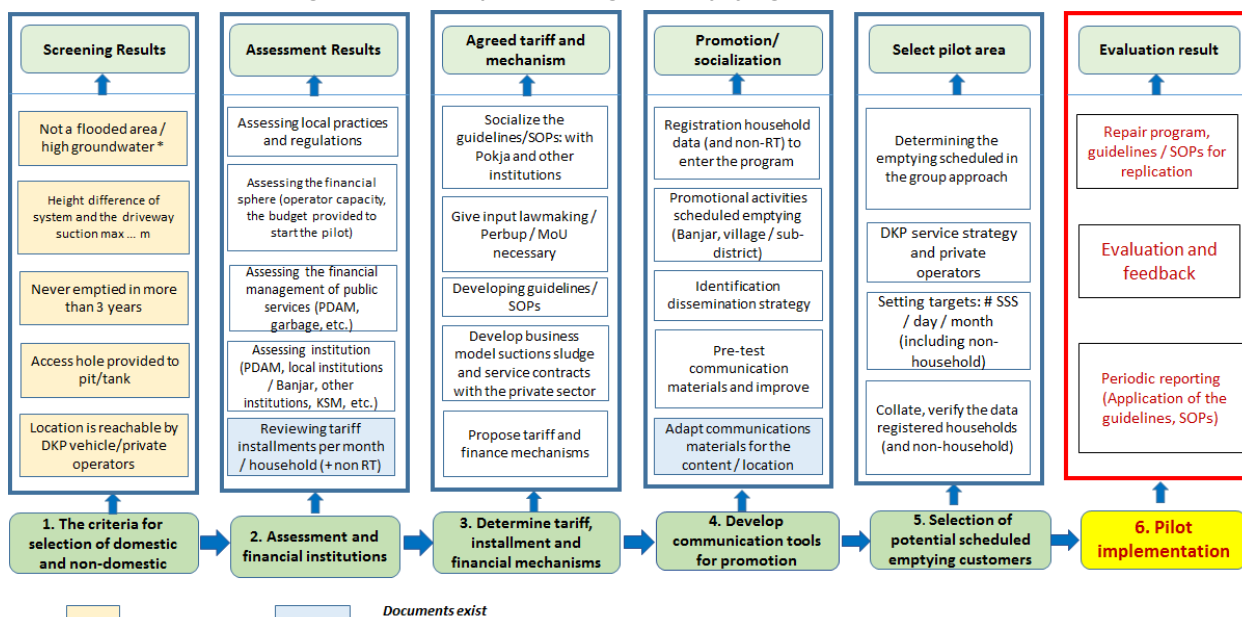 Screening Results
Not a flooded area /
high groundwater *
Height difference of
system and the driveway
suction max ... m
Never emptied in more
than 3 years
Access hole provided to
pit/tank
Location is reachable by
DKP vehicle/private
operators
1. The criteria for
selection of domestic
and non-domestic
Assessment Results
Assessing local practices
and regulations
Assessing the financial
sphere (operator capacity,
the budget provided to
start the pilot)
Assessing the financial
management of public
services (PDAM,
garbage, etc.)
Assessing institution
(PDAM, local institutions
/ Banjar, other
institutions, KSM, etc.)
Reviewing tariff
installments per month
/ household (+ non RT)
2. Assessment and
financial institutions
Agreed tariff and
mechanism
Socialize the
guidelines/SOPs: with
Pokja and other
institutions
Give input lawmaking /
Perbup / MoU
necessary
Developing guidelines/
SOPs
Develop business
model suctions sludge
and service contracts
with the private sector
Propose tariff and
finance mechanisms
3. Determine tariff,
installment and
financial mechanisms
Promotion/
socialization
Registration household
data (and non-RT) to
enter the program
Promotional activities
scheduled emptying
(Banjar, village / sub-
district)
Identification
dissemination strategy
Pre-test
communication
materials and improve
Adapt communications
materials for the
content / location
4. Develop
communication tools
for promotion
Select pilot area
Determining the
emptying scheduled in
the group approach
DKP service strategy
and private
operators
Setting targets: # SSS
/ day / month
(including non-
household)
Collate, verify the data
registered households
(and non-household)
5. Selection of
potential scheduled
emptying customers
Evaluation result
Repair program,
guidelines / SOPs for
replication
Evaluation and
feedback
Periodic reporting
(Application of the
guidelines, SOPs)
6. Pilot
implementation
Documents exist